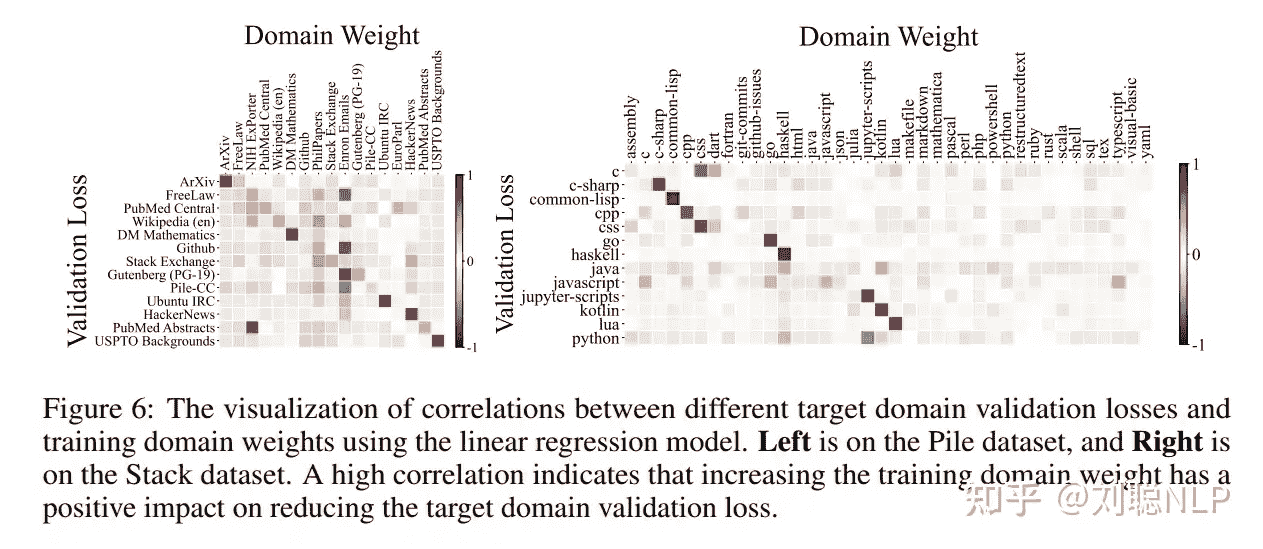 Domain Weight
ArXiv
FreeLaw
NIH ExPorter
PubMed Central
Wikipedia (en)
DM Mathematics
Github
PhilPapers
Stack Exchange
Enron Emails
Gutenberg (PG-19)
Pile-CC
Ubuntu IRC
EuroParl
HackerNews
PubMed Abstracts
USPTO Backgrounds
Validation Loss
ArXiv
FreeLaw
PubMed Central
Wikipedia (en)
DM Mathematics
Github
Stack Exchange
Gutenberg (PG-19)
Pile-CC
Ubuntu IRC
HackerNews
PubMed Abstracts
USPTO Backgrounds
1
0
-1
Domain Weight
assembly
c
c-sharp
common-lisp
cpp
css
dart
fortran
git-commits
github-issues
go
haskell
html
java
javascript
json
julia
jupyter-scripts
kotlin
lua
makefile
markdown
mathematica
pascal
perl
php
powershell
python
restructuredtext
ruby
rust
scala
shell
sql
tex
typescript
visual-basic
yaml
Validation Loss
c
c-sharp
common-lisp
cpp
css
go
haskell
java
javascript
jupyter-scripts
kotlin
lua
python
1
0
-1
Figure 6: The visualization of correlations between different target domain validation losses and
training domain weights using the linear regression model. Left is on the Pile dataset, and Right is
on the Stack dataset. A high correlation indicates that increasing the training domain weight has a
positive impact on reducing the target domain validation loss.
知乎 @刘聪NLP